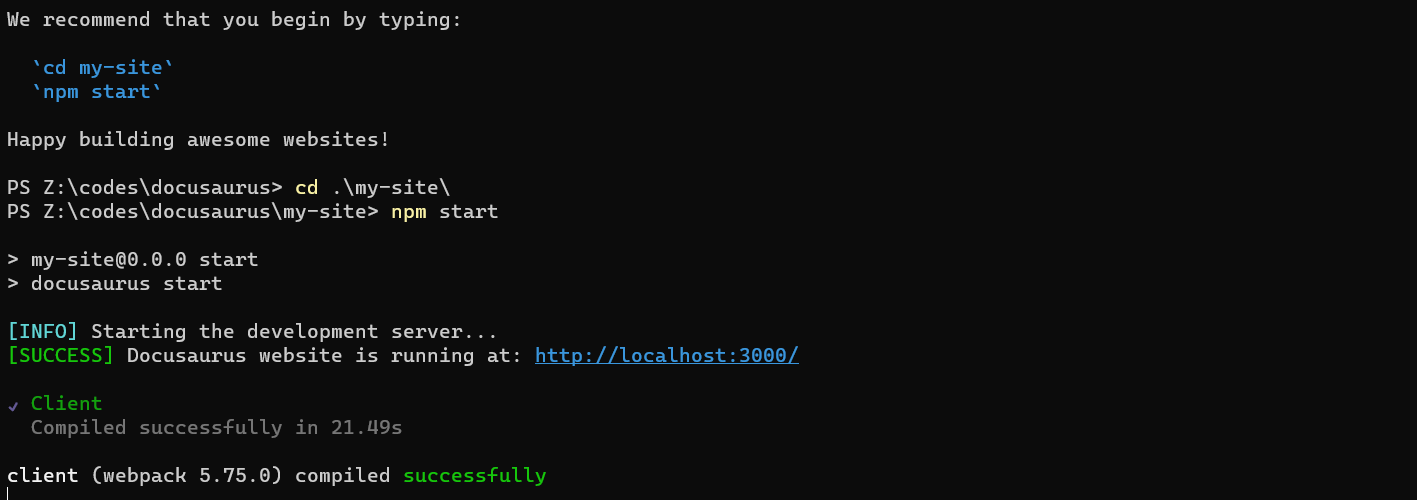 We recommend that you begin by typing:
`cd my-site`
`npm start`
Happy building awesome websites!
PS Z:\codes\docusaurus> cd .\my-site\
PS Z:\codes\docusaurus\my-site> npm start
> my-site@0.0.0 start
> docusaurus start
[INFO] Starting the development server...
[SUCCESS] Docusaurus website is running at: http://localhost:3000/
✔ Client
Compiled successfully in 21.49s
client (webpack 5.75.0) compiled successfully